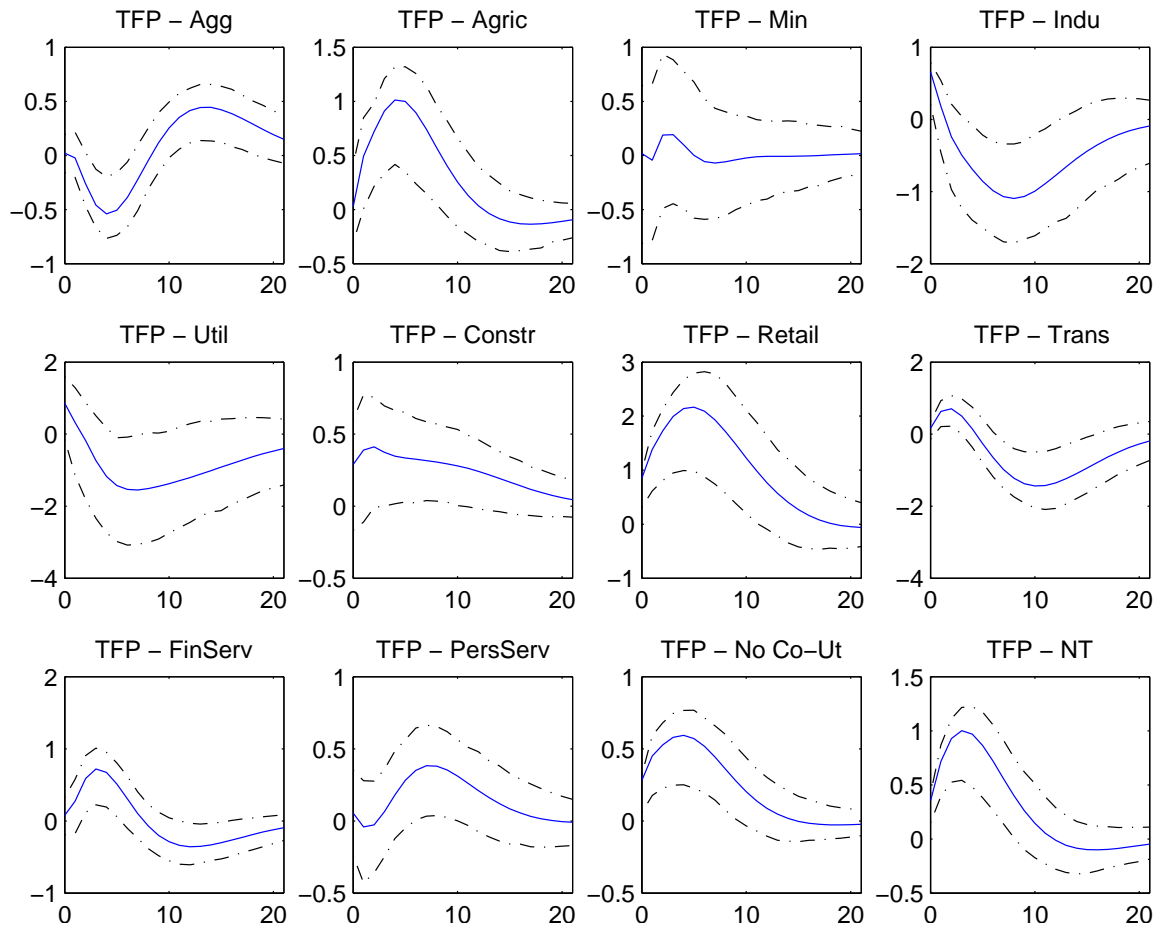 TFP − Agg TFP − Agric TFP − Min TFP − Indu
1 1.5 1 1
0.5 1 0.5 0
0 0.5 0 −1
−0.5 0 −0.5 −2
−1 −0.5 −1
0 10 20 0 10 20 0 10 20 0 10 20
TFP − Util TFP − Constr TFP − Retail TFP − Trans
2 1 3 2
0 0.5 2 0
−2 0 1 −2
−4 −0.5 0 −4
−1
0 10 20 0 10 20 0 10 20 0 10 20
TFP − FinServ TFP − PersServ TFP − No Co−Ut TFP − NT
2 1 1 1.5
1 0.5 0.5 1
0 0 0 0.5
−1 −0.5 −0.5 0
−0.5
0 10 20 0 10 20 0 10 20 0 10 20